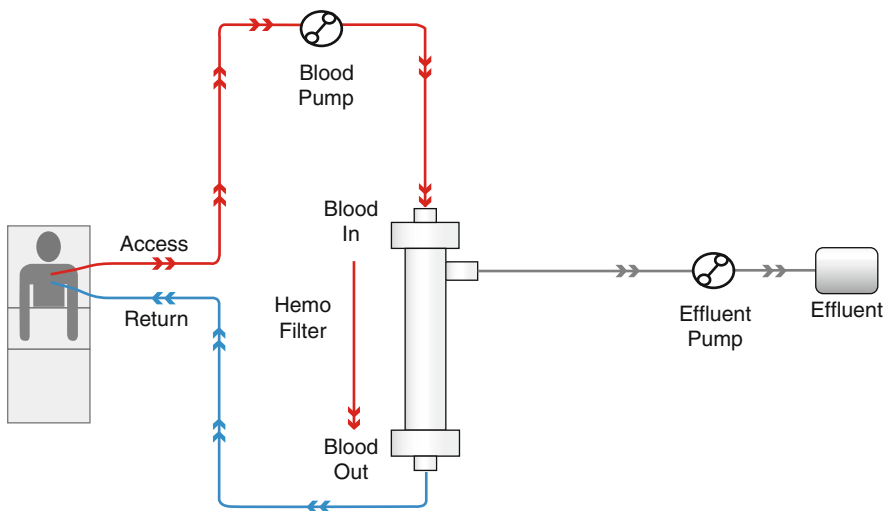 Blood
Pump
Blood
In
Access
Hemo
Filter
Return
Effluent
Pump
Effluent
Blood
Out